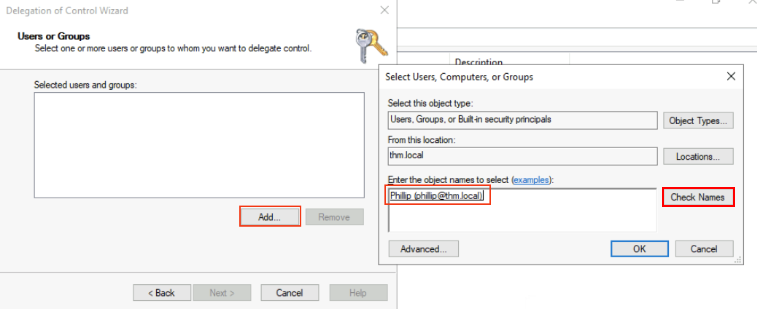 Delegation of Control Wizard
Users or Groups
Select one or more users or groups to whom you want to delegate control.
Selected users and groups:
Add...
Remove
< Back
Next >
Cancel
Help
Description
Select Users, Computers, or Groups
Select this object type:
Users, Groups, or Built-in security principals
Object Types...
From this location:
thm.local
Locations...
Enter the object names to select (examples):
Phillip (phillip@thm.local)
Check Names
Advanced...
OK
Cancel